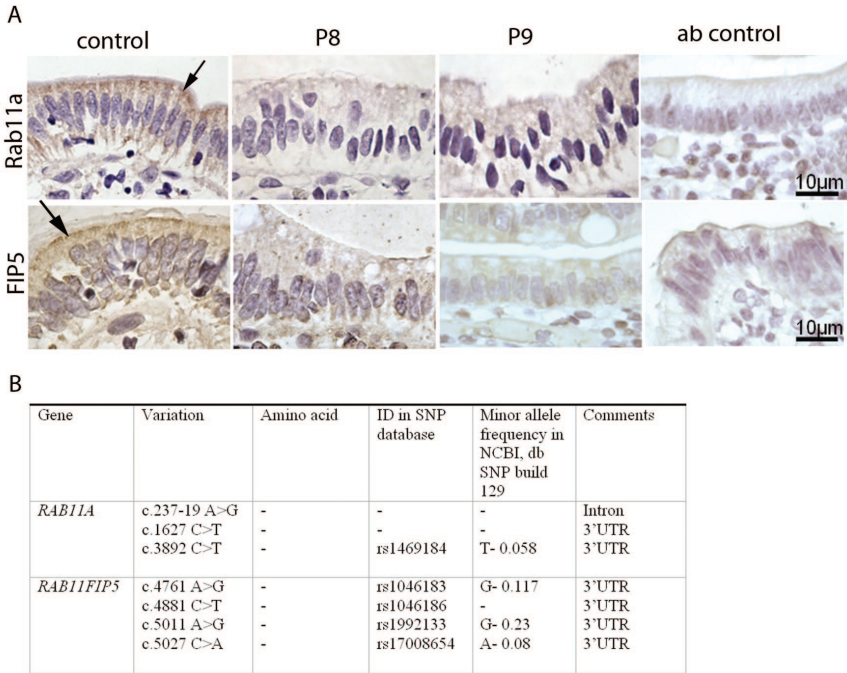 A
control P8 P9 ab control
Rab11a
10µm
FIP5
10µm
B
Gene Variation Amino acid ID in SNP database Minor allele frequency in NCBI, db SNP build 129 Comments
RAB11A c.237-19 A>G - - - Intron
c.1627 C>T - - - 3'UTR
c.3892 C>T - rs1469184 T- 0.058 3'UTR
RAB11FIP5 c.4761 A>G - rs1046183 G- 0.117 3'UTR
c.4881 C>T - rs1046186 - 3'UTR
c.5011 A>G - rs1992133 G- 0.23 3'UTR
c.5027 C>A - rs17008654 A- 0.08 3'UTR